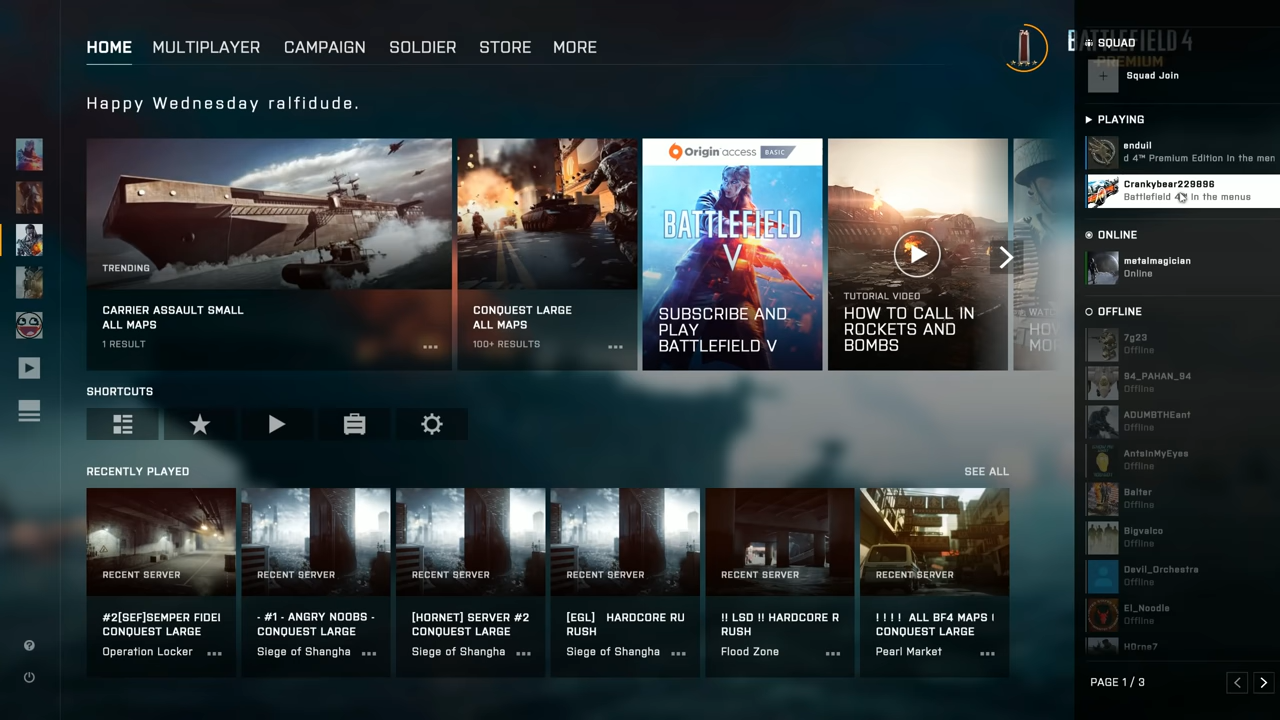 HOME MULTIPLAYER CAMPAIGN SOLDIER STORE MORE
74
BATTLEFIELD 4
PREMIUM
Happy Wednesday ralfidude.
TRENDING
CARRIER ASSAULT SMALL
ALL MAPS
1 RESULT
CONQUEST LARGE
ALL MAPS
100+ RESULTS
Origin access BASIC
BATTLEFIELD
V
SUBSCRIBE AND
PLAY
BATTLEFIELD V
TUTORIAL VIDEO
HOW TO CALL IN
ROCKETS AND
BOMBS
SHORTCUTS
RECENTLY PLAYED
SEE ALL
RECENT SERVER
#2[SEF]SEMPER FIDEI
CONQUEST LARGE
Operation Locker
RECENT SERVER
- #1 - ANGRY NOOBS -
CONQUEST LARGE
Siege of Shangha
RECENT SERVER
[HORNET] SERVER #2
CONQUEST LARGE
Siege of Shangha
RECENT SERVER
[EGL] HARDCORE RU
RUSH
Siege of Shangha
RECENT SERVER
!! LSD !! HARDCORE R
RUSH
Flood Zone
RECENT SERVER
! ! ! ! ALL BF4 MAPS
CONQUEST LARGE
Pearl Market
SQUAD
+
Squad Join
PLAYING
enduil
d 4™ Premium Edition In the men
Crankybear229B96
Battlefield 4 In the menus
ONLINE
metalmagician
Online
OFFLINE
7g23
Offline
94_PAHAN_94
Offline
ADUMBTHEant
Offline
AntsInMyEyes
Offline
Balter
Offline
Bigvalco
Offline
Devil_Orchestra
Offline
El_Noodle
Offline
H0rne7
PAGE 1 / 3